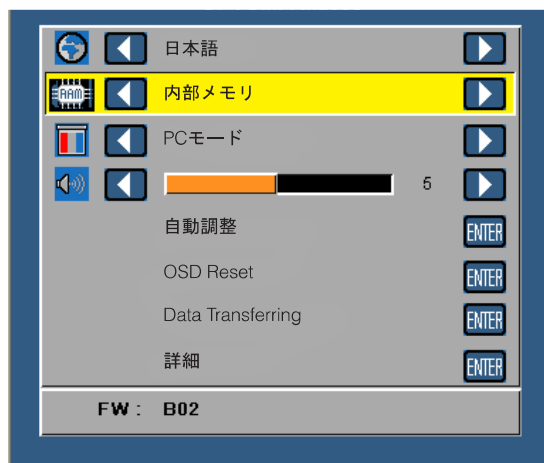 日本語
RAM 内部メモリ
PCモード
5
自動調整 ENTER
OSD Reset ENTER
Data Transferring ENTER
詳細 ENTER
FW : B02